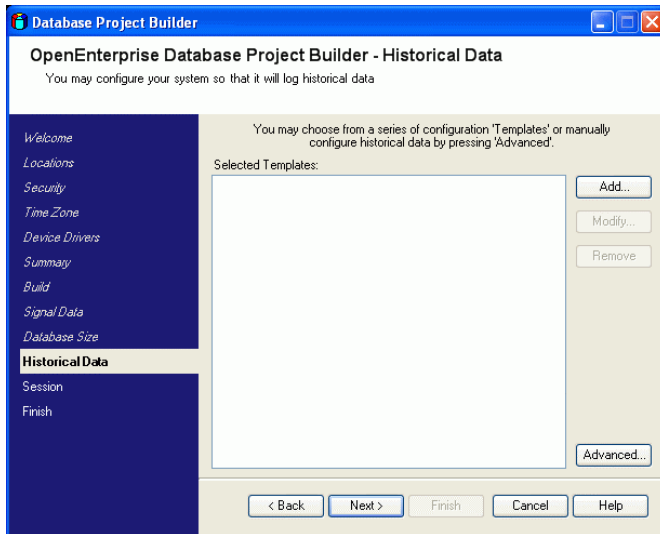 Database Project Builder
OpenEnterprise Database Project Builder - Historical Data
You may configure your system so that it will log historical data
Welcome
Locations
Security
Time Zone
Device Drivers
Summary
Build
Signal Data
Database Size
Historical Data
Session
Finish
You may choose from a series of configuration 'Templates' or manually
configure historical data by pressing 'Advanced'.
Selected Templates:
Add...
Modify...
Remove
Advanced...
< Back
Next >
Finish
Cancel
Help